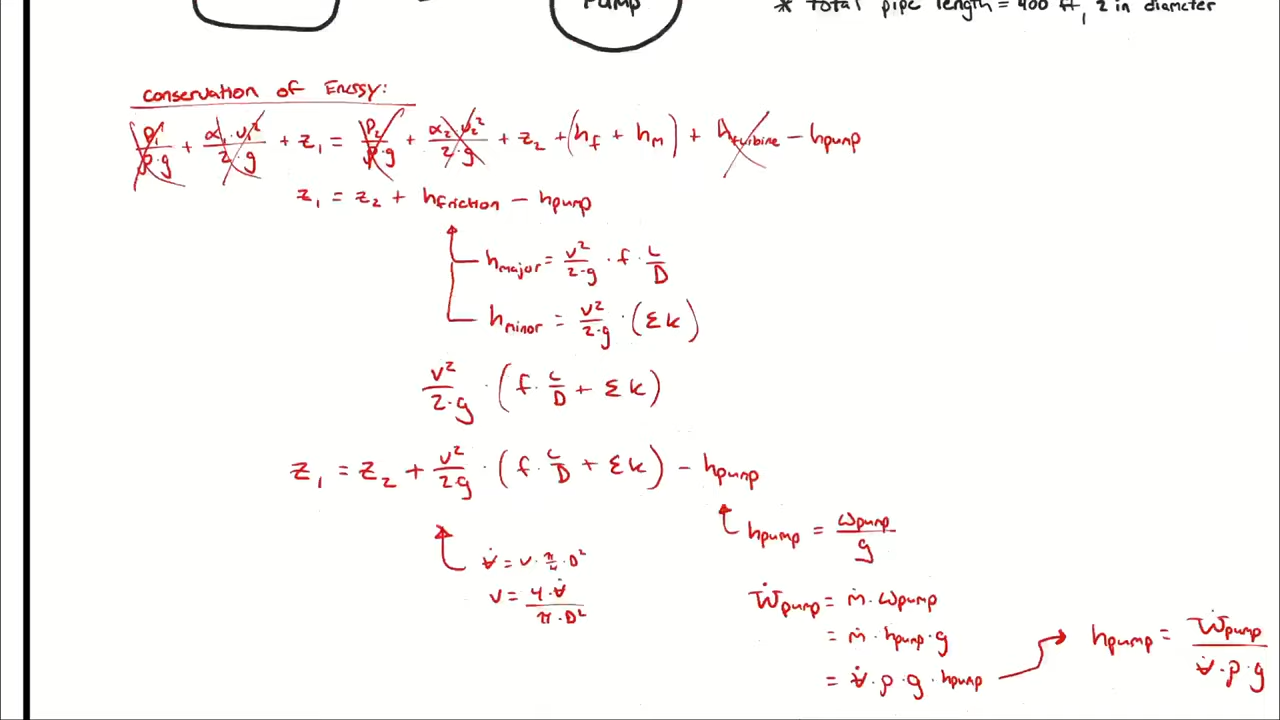 Pump
* Total pipe length = 400 ft, 2 in diameter
Conservation of Energy:
P₁/(ρ·g) + α₁·v₁²/(2·g) + z₁ = P₂/(ρ·g) + α₂·v₂²/(2·g) + z₂ + (h_f + h_m) + h_turbine − h_pump
z₁ = z₂ + h_friction − h_pump
h_major = v²/(2·g) · f · L/D
h_minor = v²/(2·g) · (Σk)
v²/(2·g) · (f · L/D + Σk)
z₁ = z₂ + v²/(2g) · (f · L/D + Σk) − h_pump
h_pump = w_pump/g
V̇ = v · π/4 · D²
v = 4·V̇/(π·D²)
Ẇ_pump = ṁ · w_pump
= ṁ · h_pump · g
= V̇ · ρ · g · h_pump
h_pump = Ẇ_pump/(V̇·ρ·g)